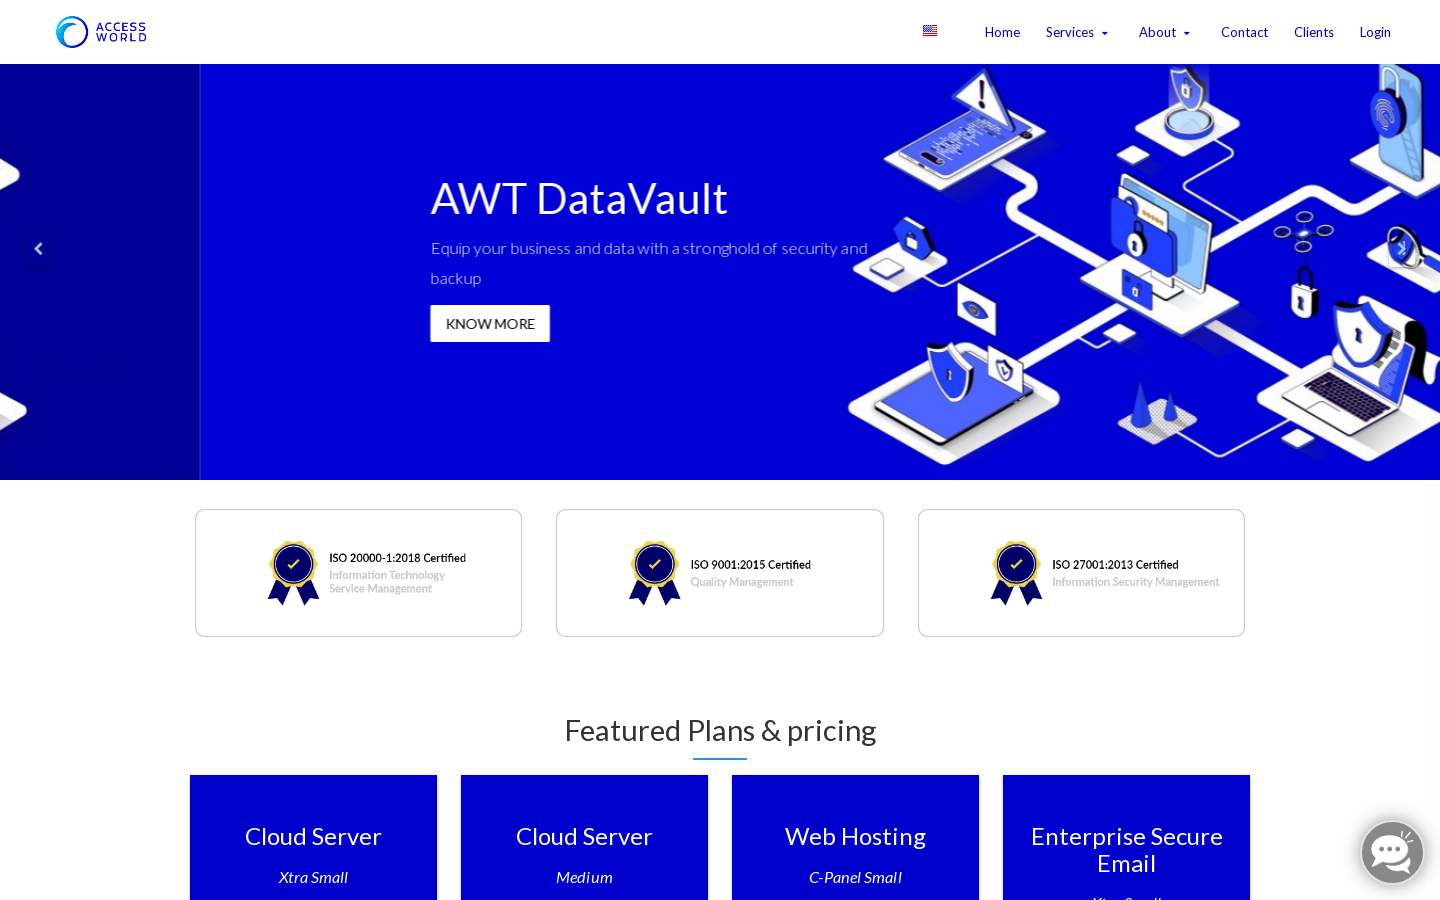 ACCESS
WORLD
Home
Services
About
Contact
Clients
Login
AWT DataVault
Equip your business and data with a stronghold of security and
backup
KNOW MORE
ISO 20000-1:2018 Certified
Information Technology
Service Management
ISO 9001:2015 Certified
Quality Management
ISO 27001:2013 Certified
Information Security Management
Featured Plans & pricing
Cloud Server
Xtra Small
Cloud Server
Medium
Web Hosting
C-Panel Small
Enterprise Secure
Email